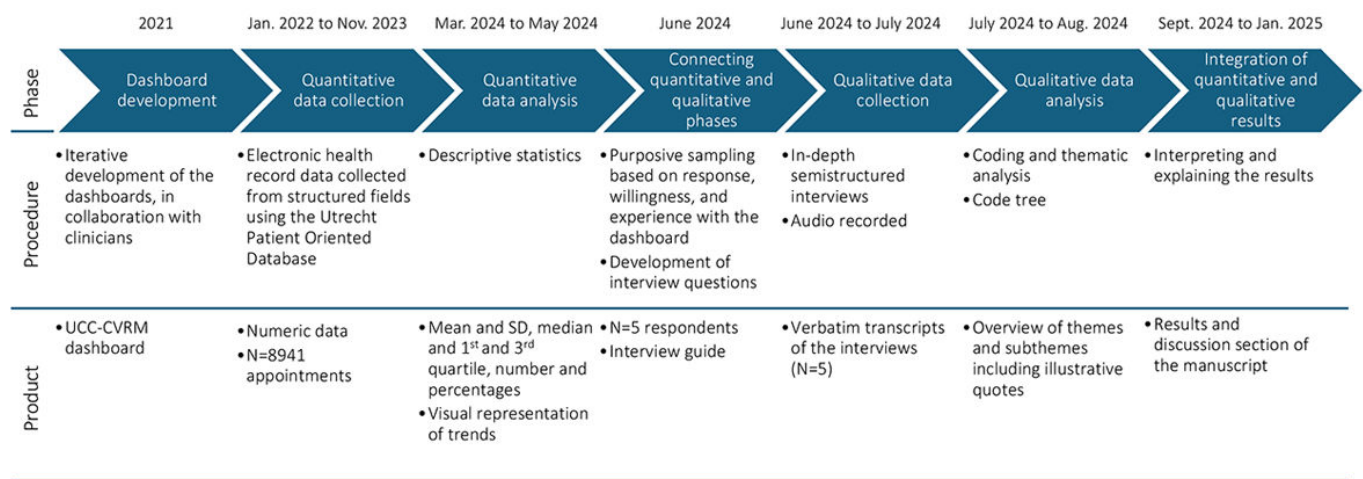 2021
Jan. 2022 to Nov. 2023
Mar. 2024 to May 2024
June 2024
June 2024 to July 2024
July 2024 to Aug. 2024
Sept. 2024 to Jan. 2025
Phase
Dashboard
development
Quantitative
data collection
Quantitative
data analysis
Connecting
quantitative and
qualitative
phases
Qualitative data
collection
Qualitative data
analysis
Integration of
quantitative and
qualitative
results
Procedure
•Iterative
development of the
dashboards, in
collaboration with
clinicians
•Electronic health
record data collected
from structured fields
using the Utrecht
Patient Oriented
Database
•Descriptive statistics
•Purposive sampling
based on response,
willingness, and
experience with the
dashboard
•Development of
interview questions
•In-depth
semistructured
interviews
•Audio recorded
•Coding and thematic
analysis
•Code tree
•Interpreting and
explaining the results
Product
•UCC-CVRM
dashboard
•Numeric data
•N=8941
appointments
•Mean and SD, median
and 1st and 3rd
quartile, number and
percentages
•Visual representation
of trends
•N=5 respondents
•Interview guide
•Verbatim transcripts
of the interviews
(N=5)
•Overview of themes
and subthemes
including illustrative
quotes
•Results and
discussion section of
the manuscript